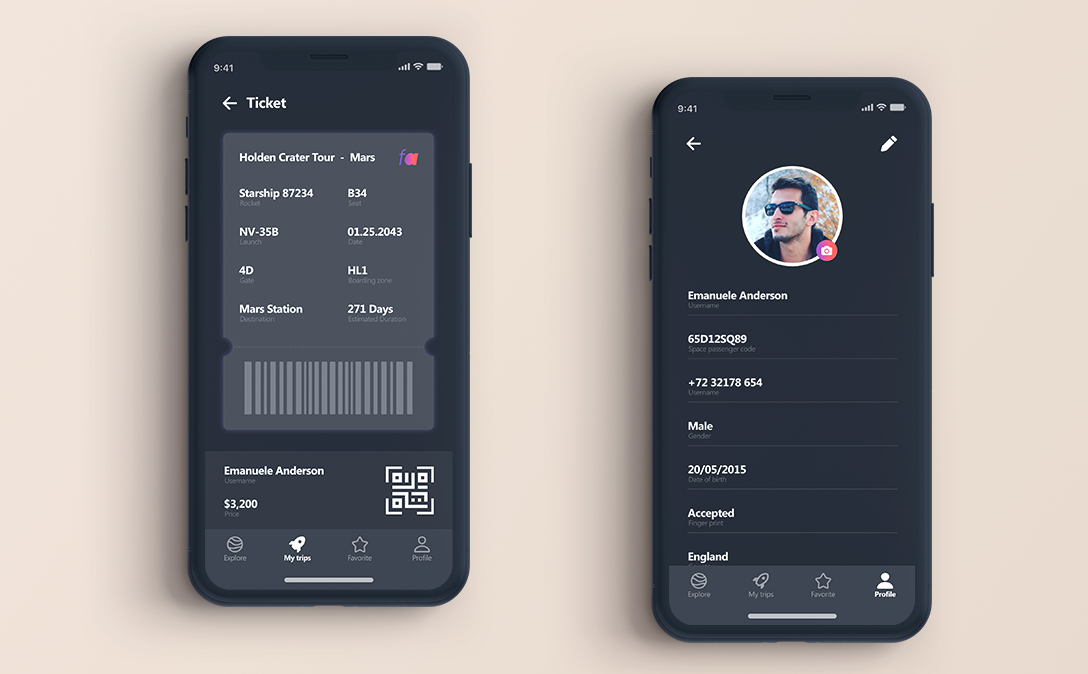 9:41
Ticket
Holden Crater Tour - Mars
fa
Starship 87234 B34
Rocket Seat
NV-35B 01.25.2043
Launch Date
4D HL1
Gate Boarding zone
Mars Station 271 Days
Destination Estimated Duration
Emanuele Anderson
Username
$3,200
Price
Explore My trips Favorite Profile
9:41
Emanuele Anderson
Username
65D12SQ89
Space passenger code
+72 32178 654
Username
Male
Gender
20/05/2015
Date of birth
Accepted
Finger print
England
Explore My trips Favorite Profile